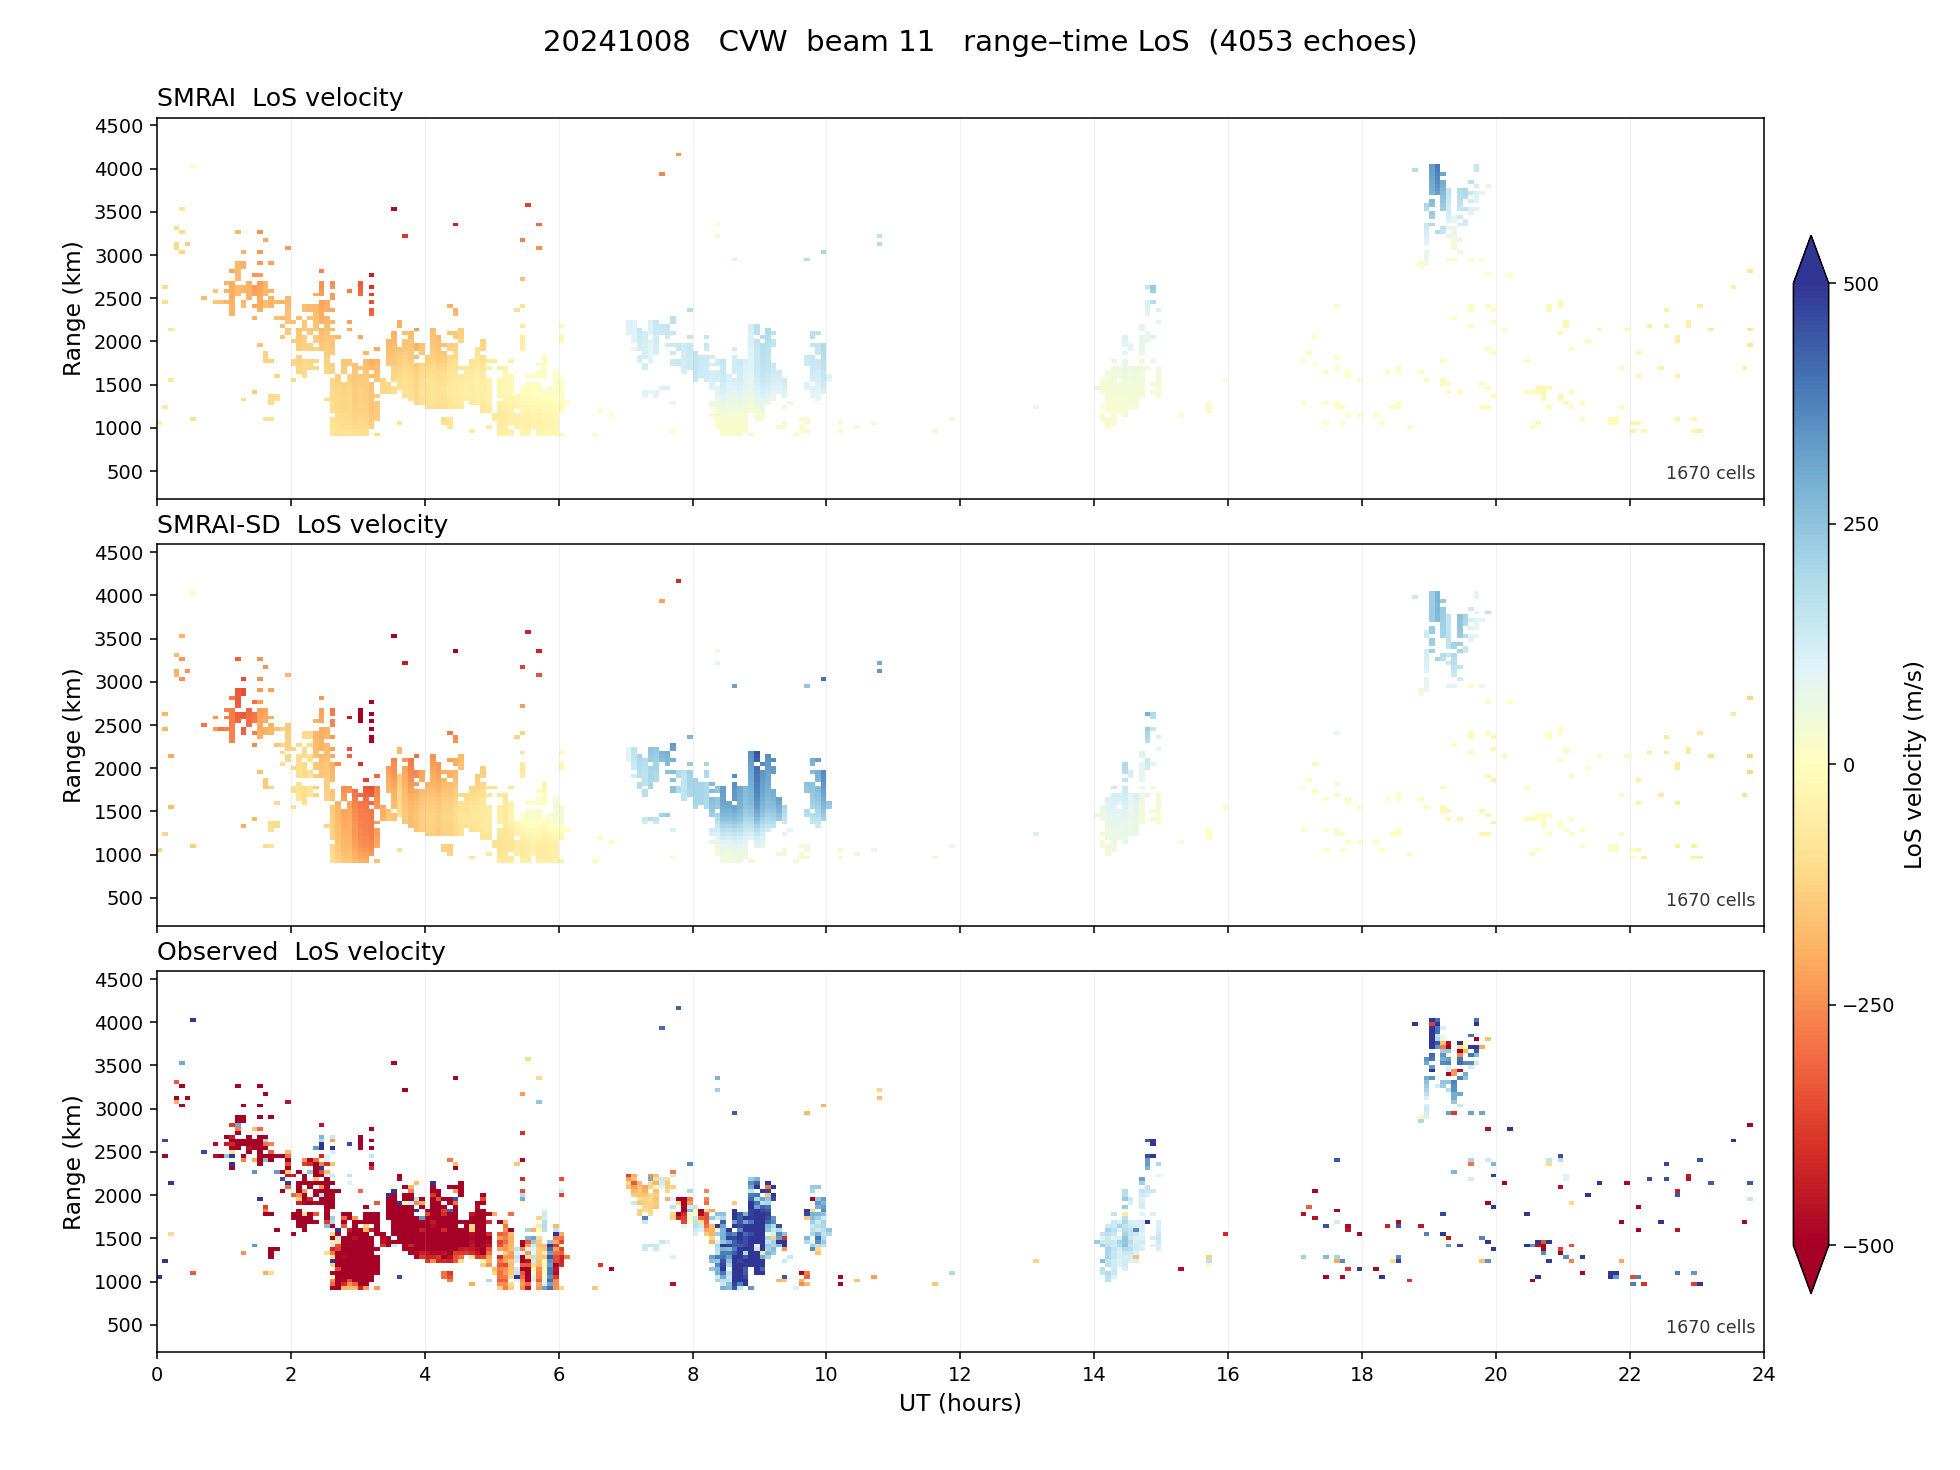 20241008   CVW  beam 11   range–time LoS  (4053 echoes)
SMRAI  LoS velocity
4500
4000
3500
3000
2500
2000
1500
1000
500
Range (km)
1670 cells
SMRAI-SD  LoS velocity
4500
4000
3500
3000
2500
2000
1500
1000
500
Range (km)
1670 cells
Observed  LoS velocity
4500
4000
3500
3000
2500
2000
1500
1000
500
Range (km)
1670 cells
0 2 4 6 8 10 12 14 16 18 20 22 24
UT (hours)
500
250
0
−250
−500
LoS velocity (m/s)